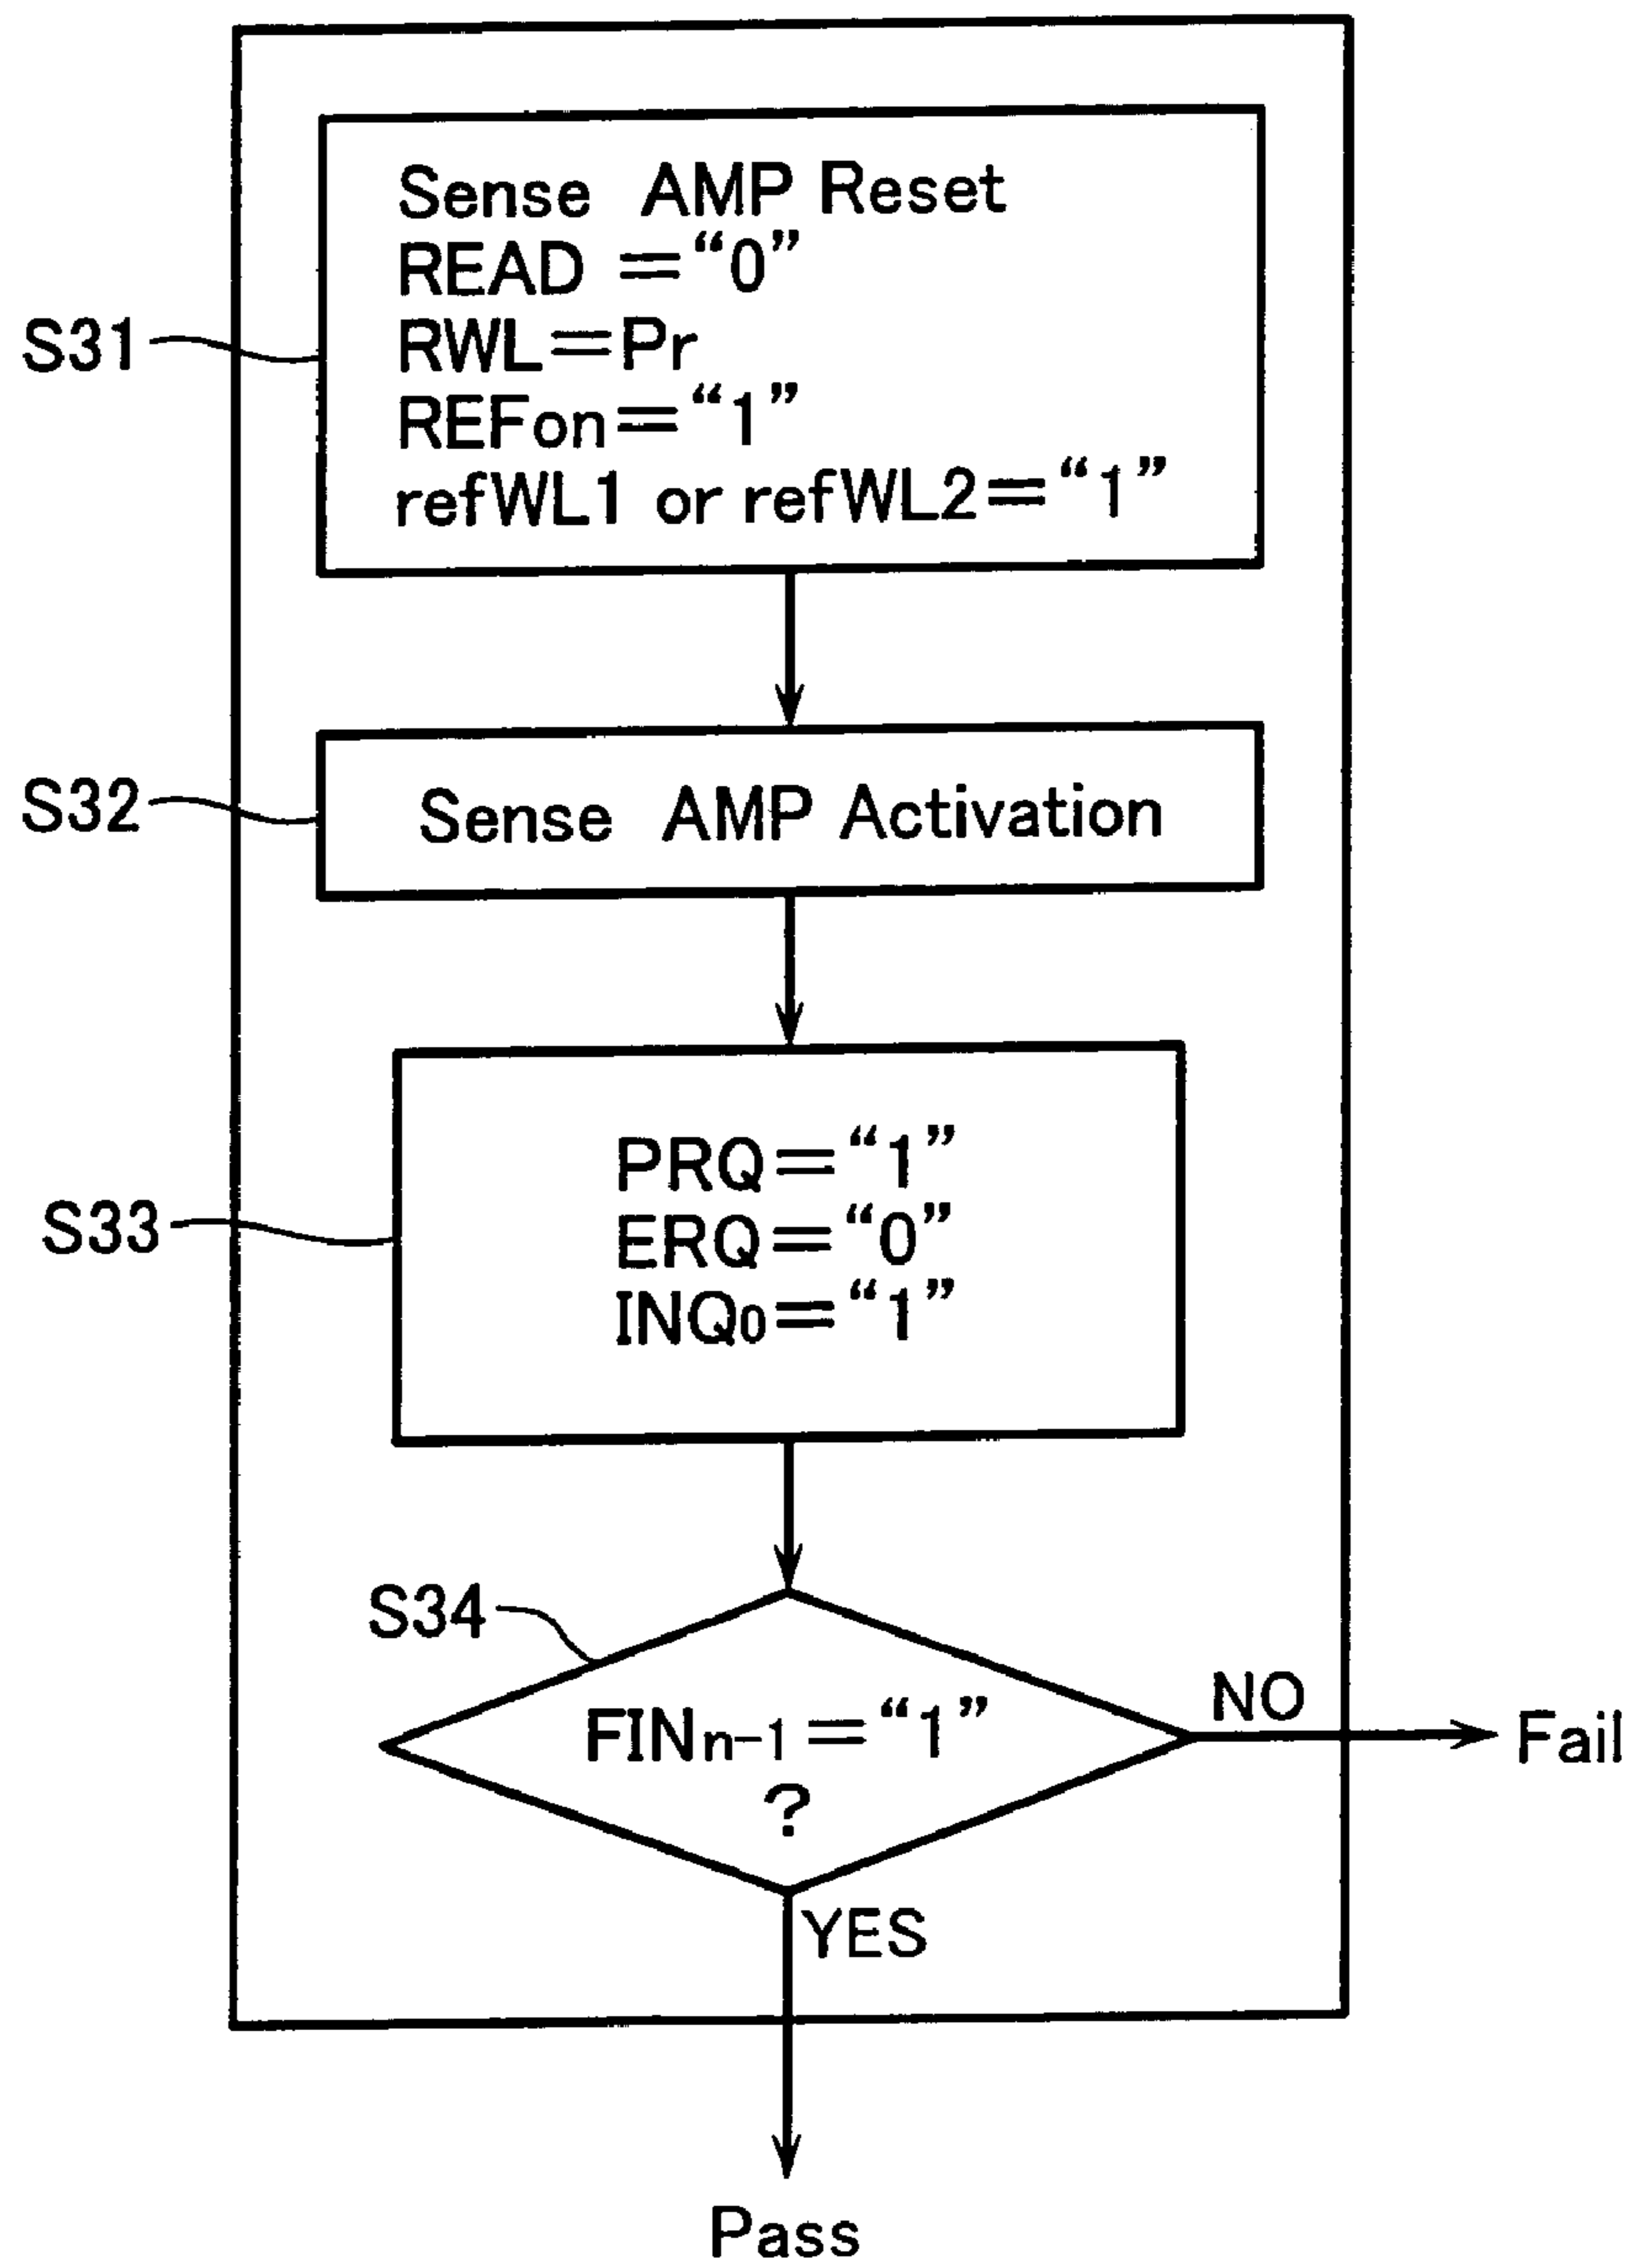 S31
Sense AMP Reset
READ ="0"
RWL=Pr
REFon="1"
refWL1 or refWL2="1"
S32
Sense AMP Activation
S33
PRQ="1"
ERQ="0"
INQ0="1"
S34
FINn-1="1"
?
NO
Fail
YES
Pass